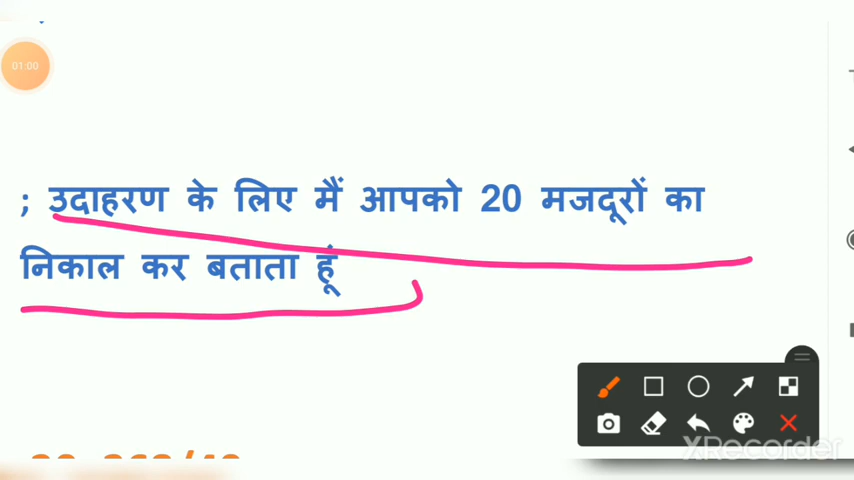 01:00
; उदाहरण के लिए मैं आपको 20 मजदूरों का
निकाल कर बताता हूं
XRecorder